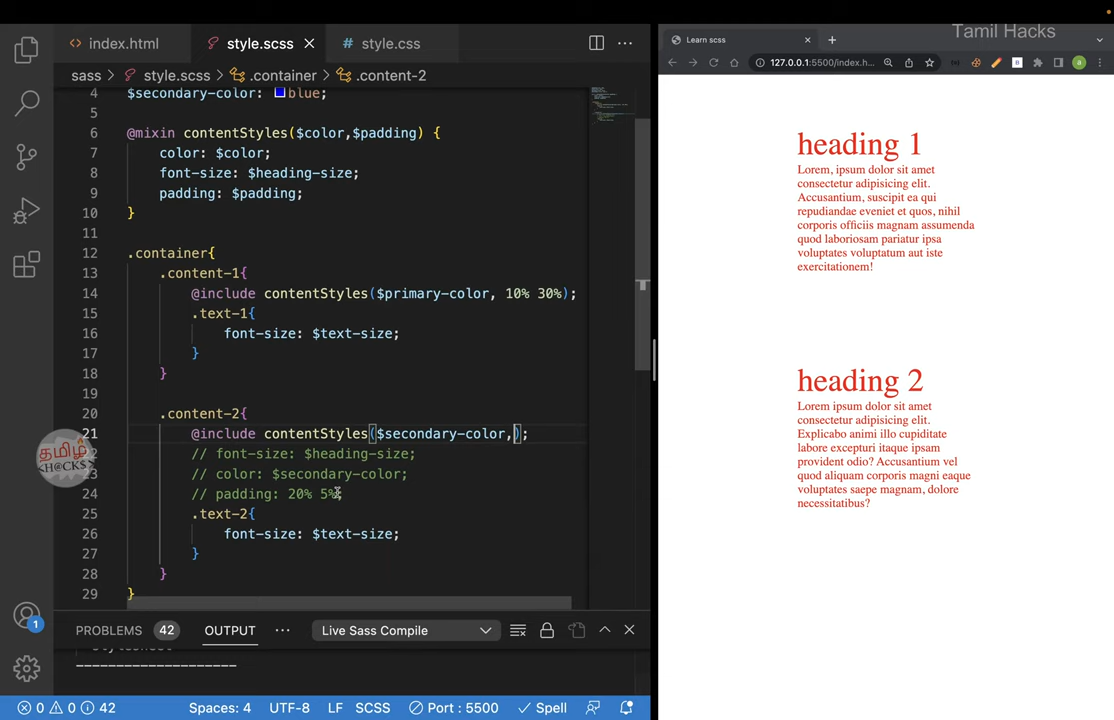 Tamil Hacks
index.html
style.scss
style.css
Learn scss
127.0.0.1:5500/index.h...
sass > style.scss > .container > .content-2
4 $secondary-color: blue;
5
6 @mixin contentStyles($color,$padding) {
7 color: $color;
8 font-size: $heading-size;
9 padding: $padding;
10 }
11
12 .container{
13 .content-1{
14 @include contentStyles($primary-color, 10% 30%);
15 .text-1{
16 font-size: $text-size;
17 }
18 }
19
20 .content-2{
21 @include contentStyles($secondary-color,);
// font-size: $heading-size;
23 // color: $secondary-color;
24 // padding: 20% 5%;
25 .text-2{
26 font-size: $text-size;
27 }
28 }
29 }
தமிழ்
<H@CKS>
heading 1
Lorem, ipsum dolor sit amet
consectetur adipisicing elit.
Accusantium, suscipit ea qui
repudiandae eveniet et quos, nihil
corporis officiis magnam assumenda
quod laboriosam pariatur ipsa
voluptates voluptatum aut iste
exercitationem!
heading 2
Lorem ipsum dolor sit amet
consectetur adipisicing elit.
Explicabo animi illo cupiditate
labore excepturi itaque ipsam
provident odio? Accusantium vel
quod aliquam corporis magni eaque
voluptates saepe magnam, dolore
necessitatibus?
PROBLEMS 42 OUTPUT ... Live Sass Compile
--------------------
0 0 42 Spaces: 4 UTF-8 LF SCSS Port : 5500 Spell